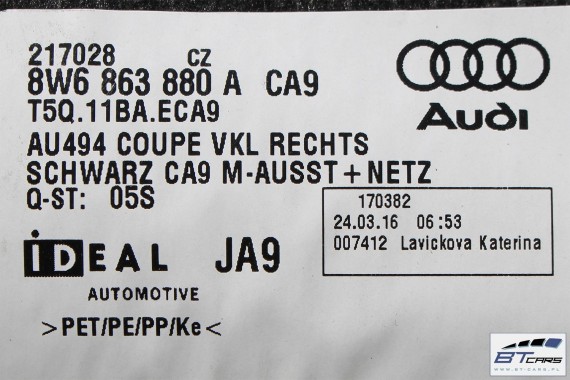 217028 CZ
8W6 863 880 A CA9
T5Q.11BA.ECA9
Audi
AU494 COUPE VKL RECHTS
SCHWARZ CA9 M-AUSST+NETZ
Q-ST: 05S
170382
24.03.16 06:53
007412 Lavickova Katerina
iDEAL JA9
AUTOMOTIVE
>PET/PE/PP/Ke<
BTCARS
WWW.BT-CARS.PL